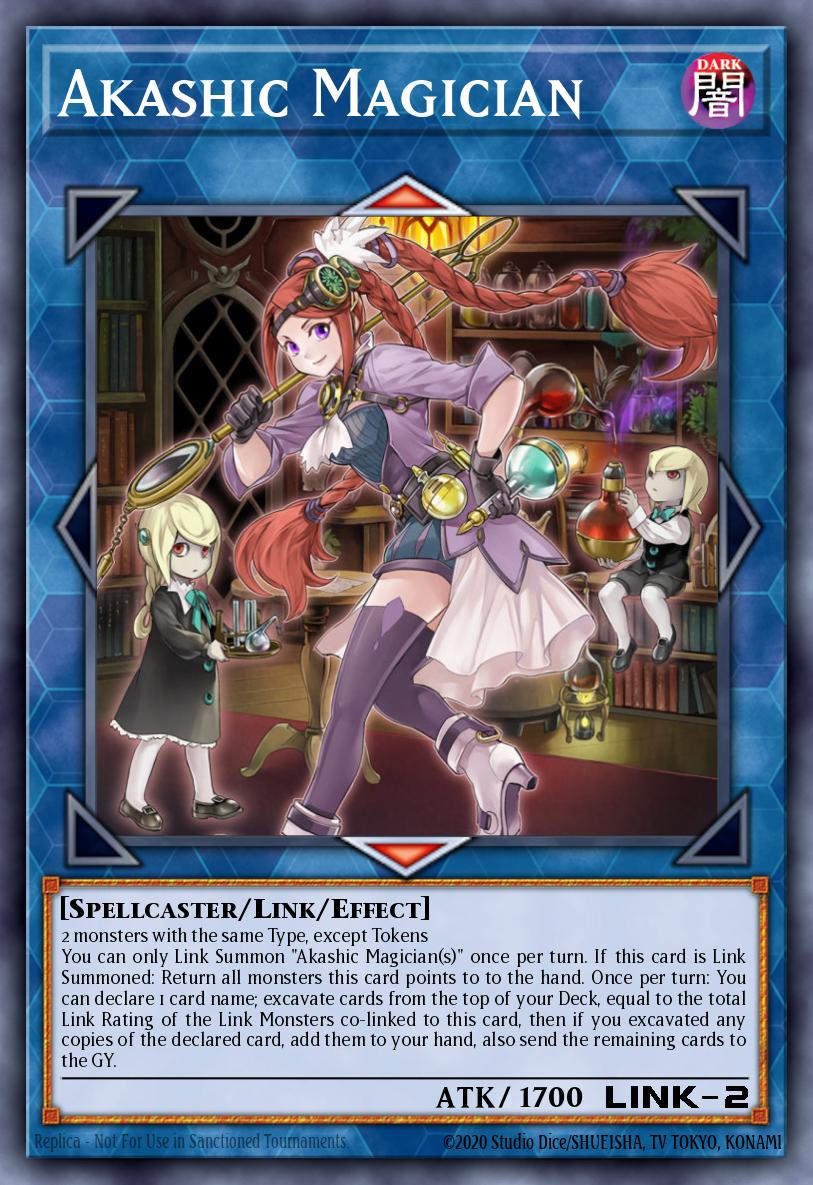 Akashic Magician
DARK
闇
[Spellcaster/Link/Effect]
2 monsters with the same Type, except Tokens
You can only Link Summon "Akashic Magician(s)" once per turn. If this card is Link
Summoned: Return all monsters this card points to to the hand. Once per turn: You
can declare 1 card name; excavate cards from the top of your Deck, equal to the total
Link Rating of the Link Monsters co-linked to this card, then if you excavated any
copies of the declared card, add them to your hand, also send the remaining cards to
the GY.
ATK/ 1700 LINK-2
Replica - Not For Use in Sanctioned Tournaments.
©2020 Studio Dice/SHUEISHA, TV TOKYO, KONAMI